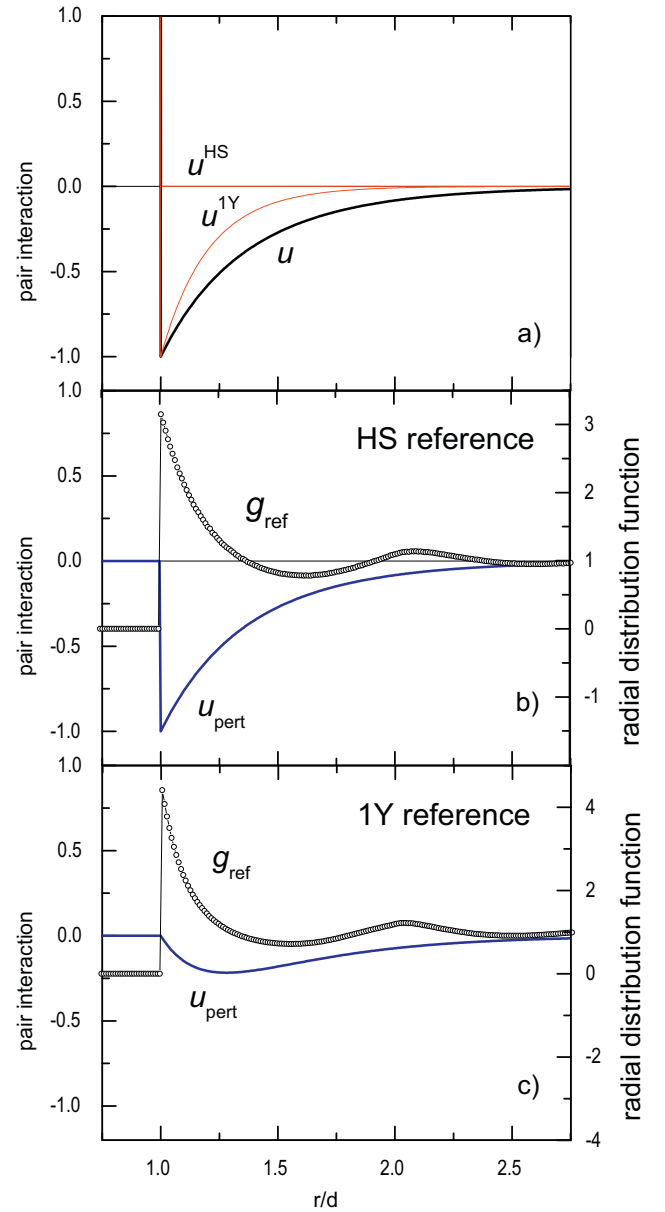 1.0
0.5
0.0
-0.5
-1.0
pair interaction
u^HS
u^1Y
u
a)
1.0
0.5
0.0
-0.5
-1.0
pair interaction
HS reference
g_ref
u_pert
b)
3
2
1
0
-1
radial distribution function
1.0
0.5
0.0
-0.5
-1.0
pair interaction
1Y reference
g_ref
u_pert
c)
4
2
0
-2
-4
radial distribution function
1.0 1.5 2.0 2.5
r/d